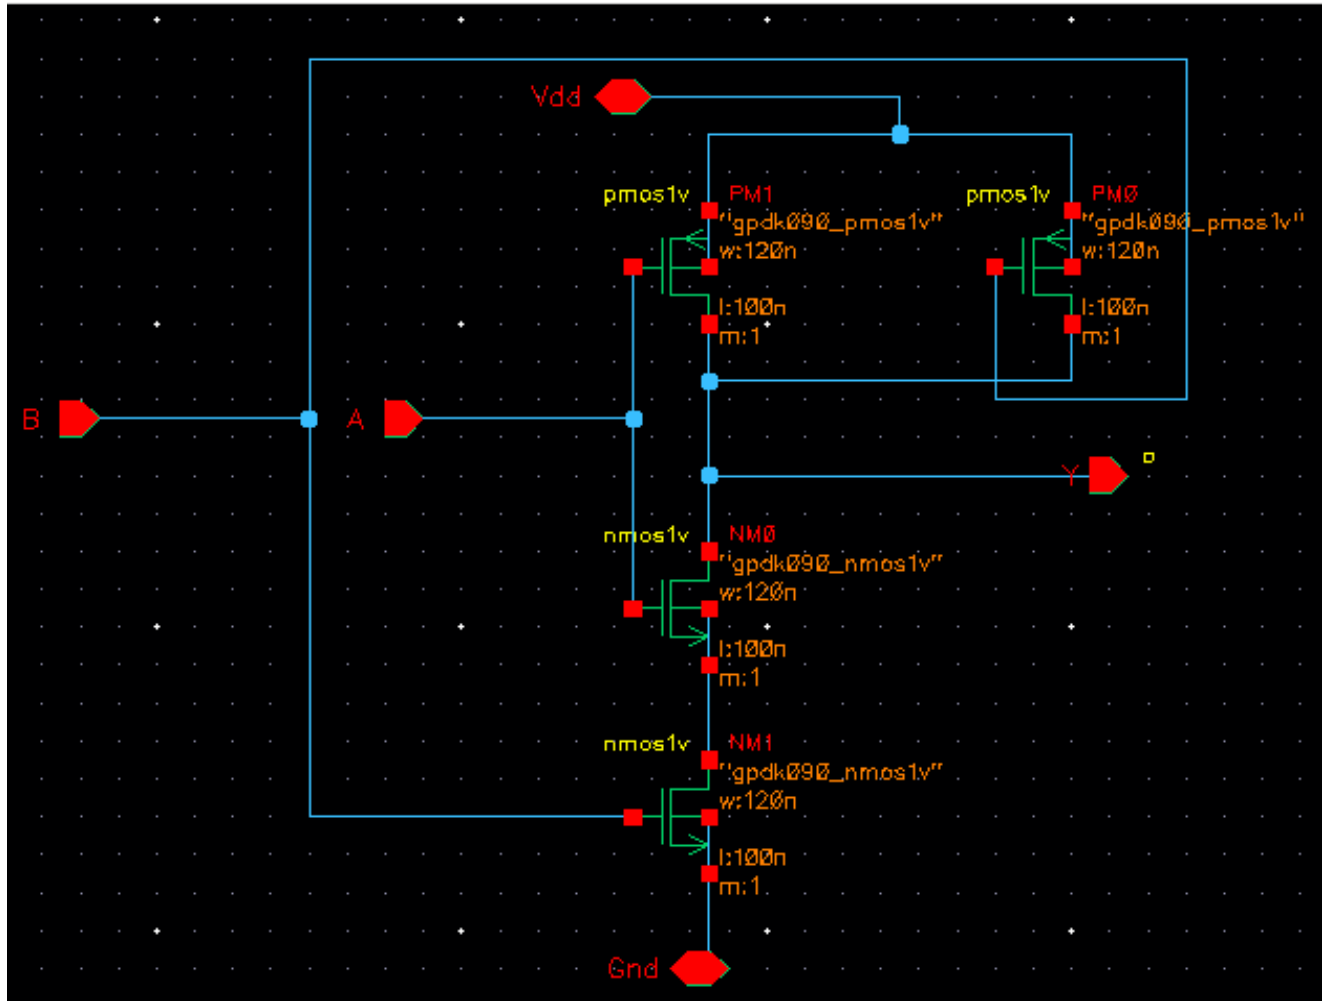 Vdd
pmos1v PM1
"gpdk090_pmos1v"
w:120n
l:100n
m:1
pmos1v PM0
"gpdk090_pmos1v"
w:120n
l:100n
m:1
B
A
Y
nmos1v NM0
"gpdk090_nmos1v"
w:120n
l:100n
m:1
nmos1v NM1
"gpdk090_nmos1v"
w:120n
l:100n
m:1
Gnd